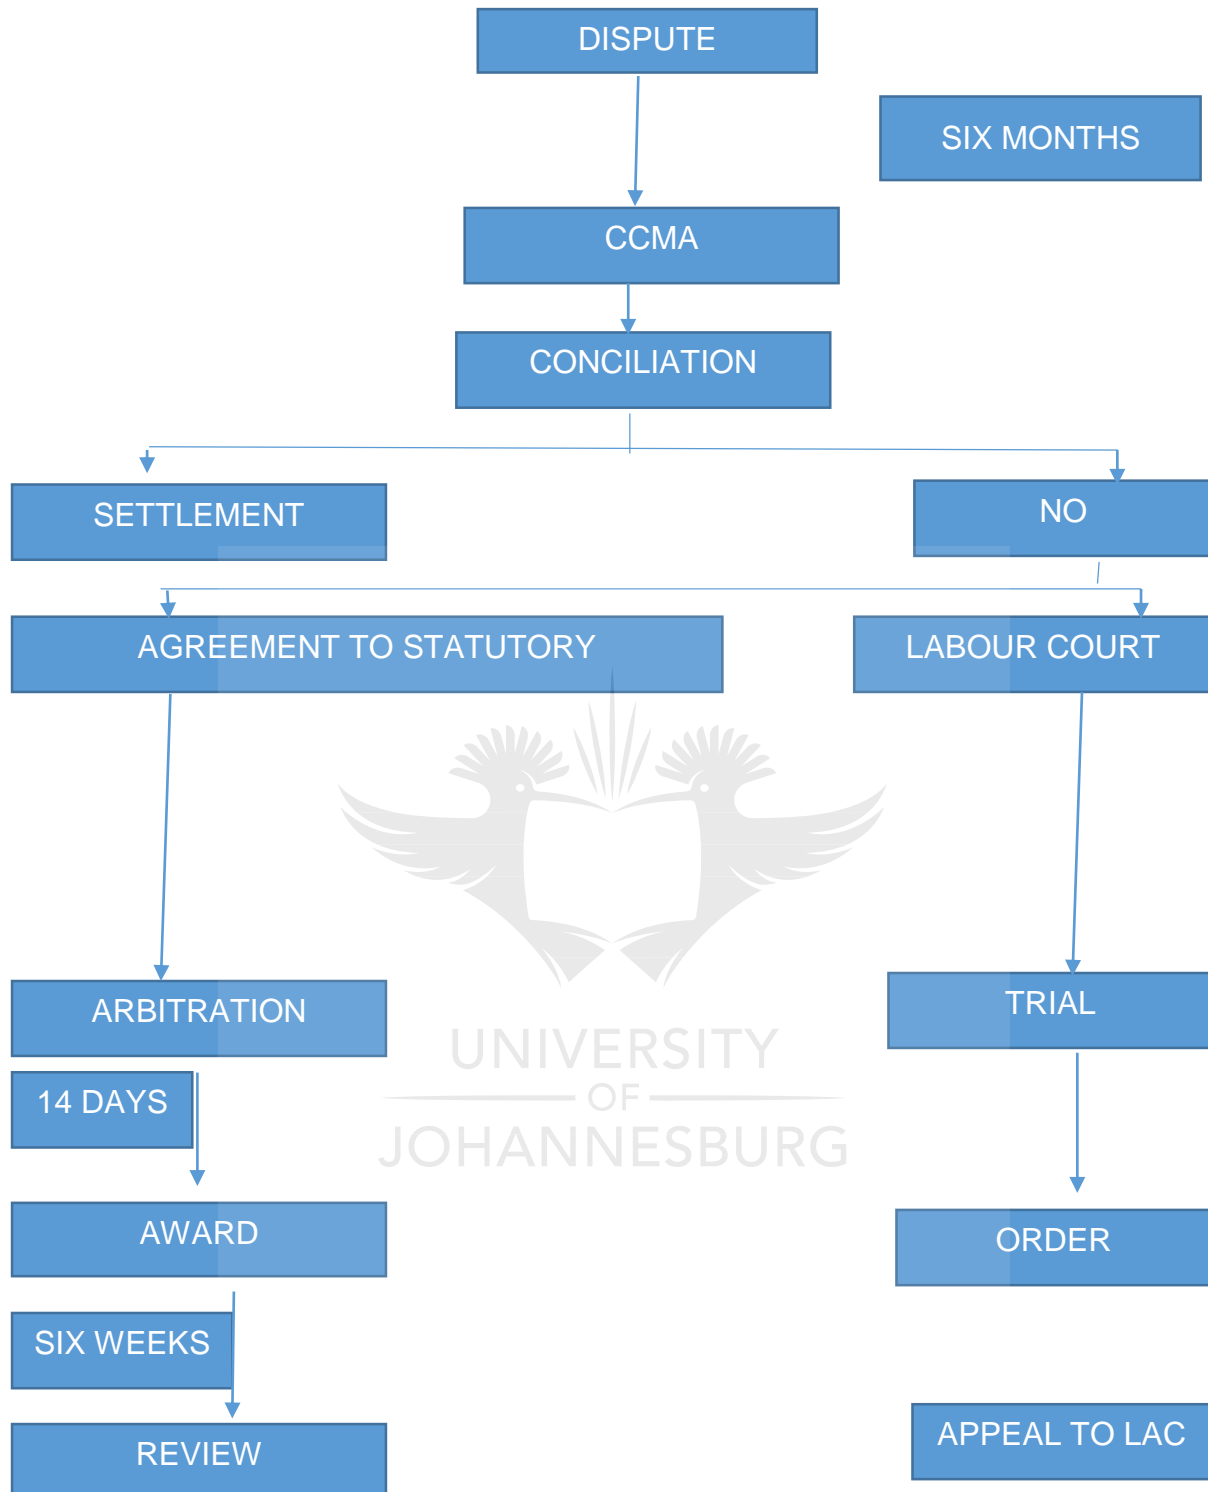 DISPUTE
SIX MONTHS
CCMA
CONCILIATION
SETTLEMENT
NO
AGREEMENT TO STATUTORY
LABOUR COURT
ARBITRATION
TRIAL
UNIVERSITY
OF
JOHANNESBURG
14 DAYS
AWARD
ORDER
SIX WEEKS
REVIEW
APPEAL TO LAC